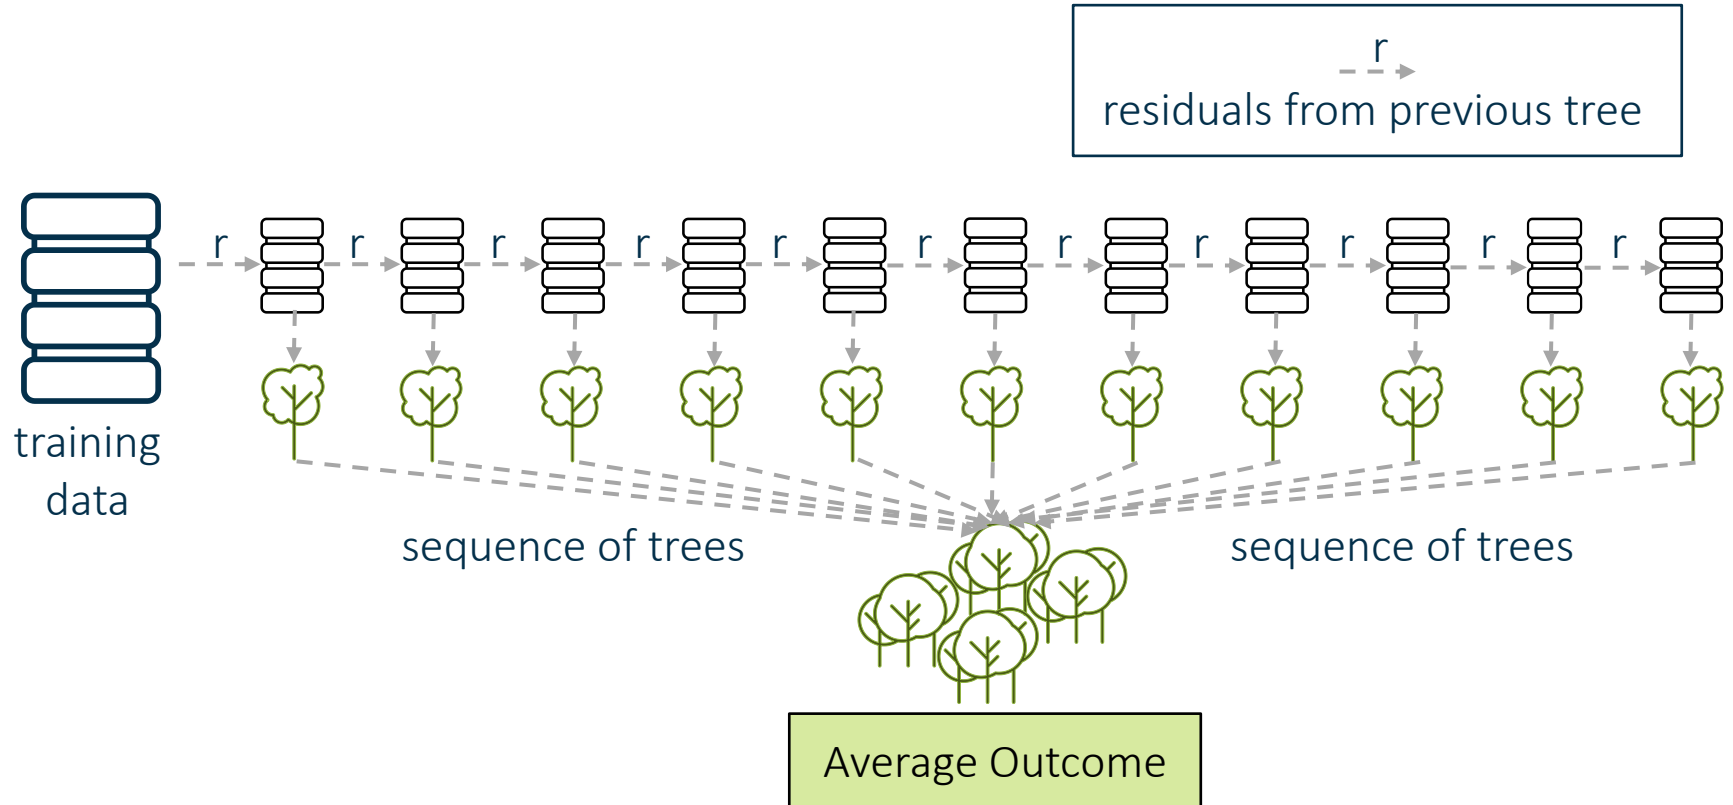 r
residuals from previous tree
r r r r r r r r r r r
training
data
sequence of trees
sequence of trees
Average Outcome